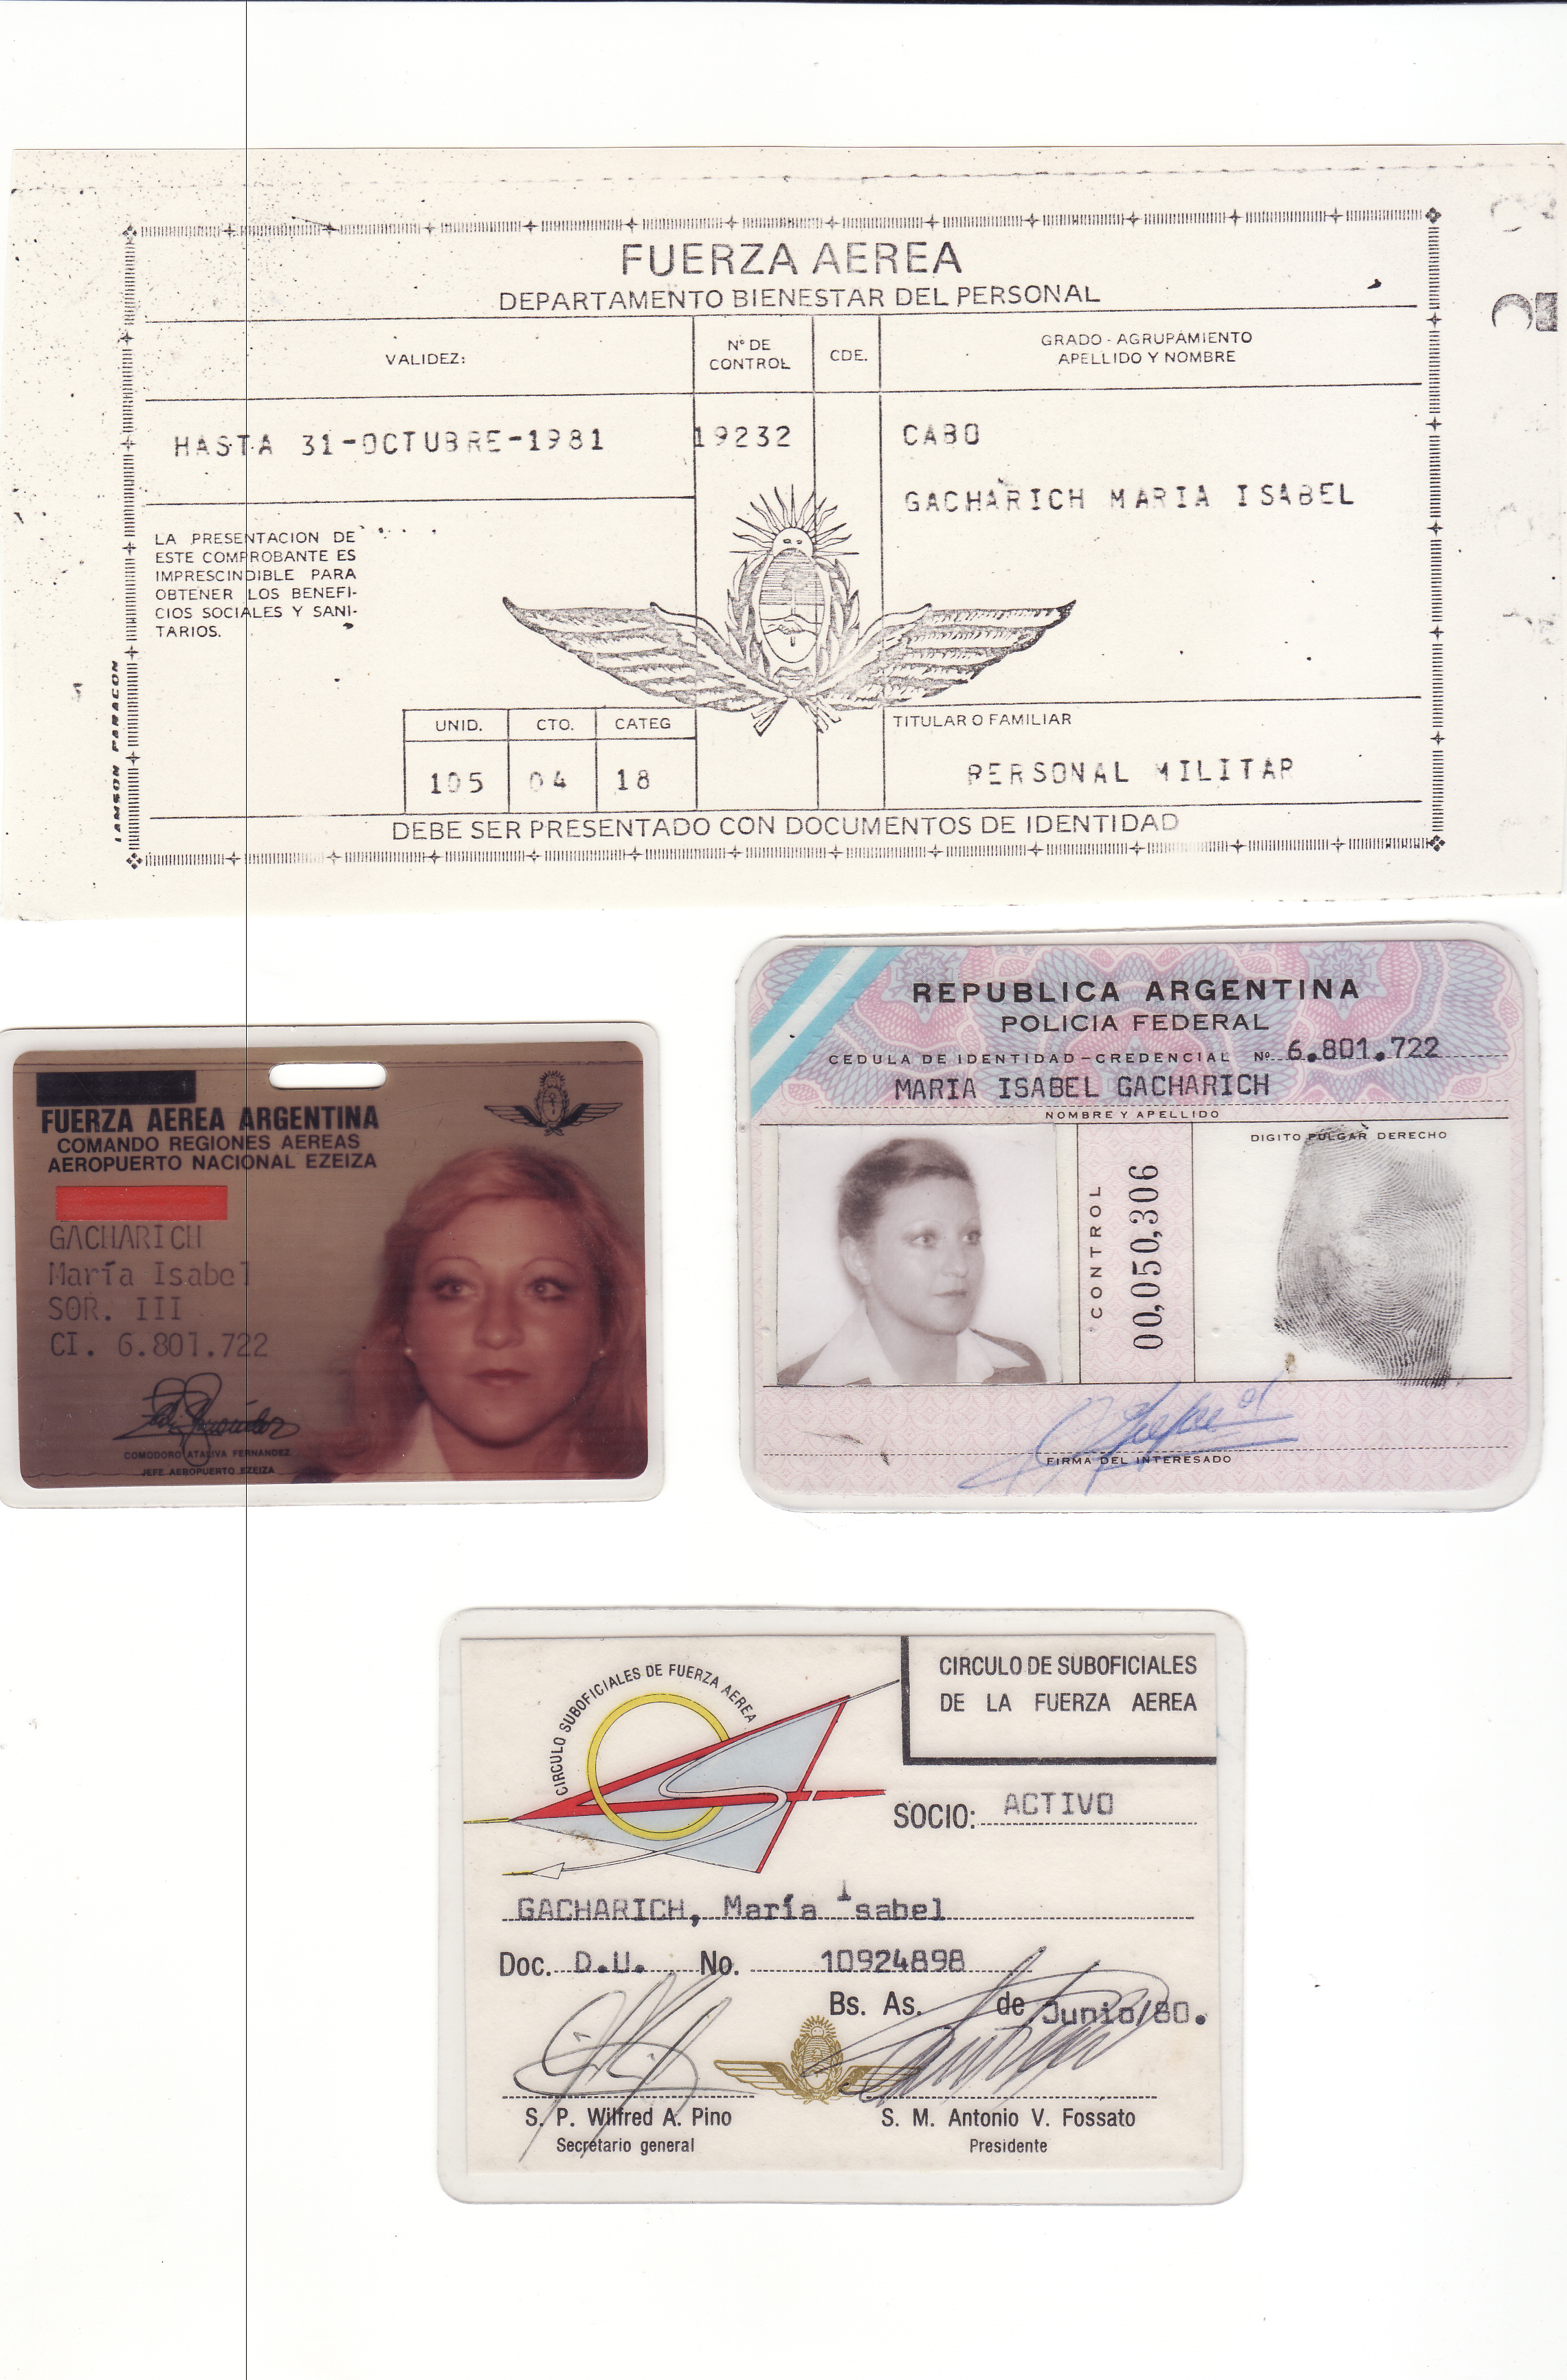 FUERZA AEREA
DEPARTAMENTO BIENESTAR DEL PERSONAL
VALIDEZ:
Nº DE
CONTROL
CDE.
GRADO - AGRUPAMIENTO
APELLIDO Y NOMBRE
HASTA 31-OCTUBRE-1981
19232
CABO
GACHARICH MARIA ISABEL
LA PRESENTACION DE
ESTE COMPROBANTE ES
IMPRESCINDIBLE PARA
OBTENER LOS BENEFI-
CIOS SOCIALES Y SANI-
TARIOS.
LAMSON PARAGON
UNID.
CTO.
CATEG
TITULAR O FAMILIAR
105
04
18
PERSONAL MILITAR
DEBE SER PRESENTADO CON DOCUMENTOS DE IDENTIDAD
FUERZA AEREA ARGENTINA
COMANDO REGIONES AEREAS
AEROPUERTO NACIONAL EZEIZA
GACHARICH
María Isabel
SOR. III
CI. 6.801.722
COMODORO ATALIVA FERNANDEZ
JEFE AEROPUERTO EZEIZA
REPUBLICA ARGENTINA
POLICIA FEDERAL
CEDULA DE IDENTIDAD-CREDENCIAL Nº 6.801.722
MARIA ISABEL GACHARICH
NOMBRE Y APELLIDO
CONTROL
00,050,306
DIGITO PULGAR DERECHO
FIRMA DEL INTERESADO
CIRCULO SUBOFICIALES DE FUERZA AEREA
CIRCULO DE SUBOFICIALES
DE LA FUERZA AEREA
SOCIO: ACTIVO
GACHARICH, María Isabel
Doc. D.U. No. 10924898
Bs. As. de Junio/80.
S. P. Wilfred A. Pino
Secretario general
S. M. Antonio V. Fossato
Presidente